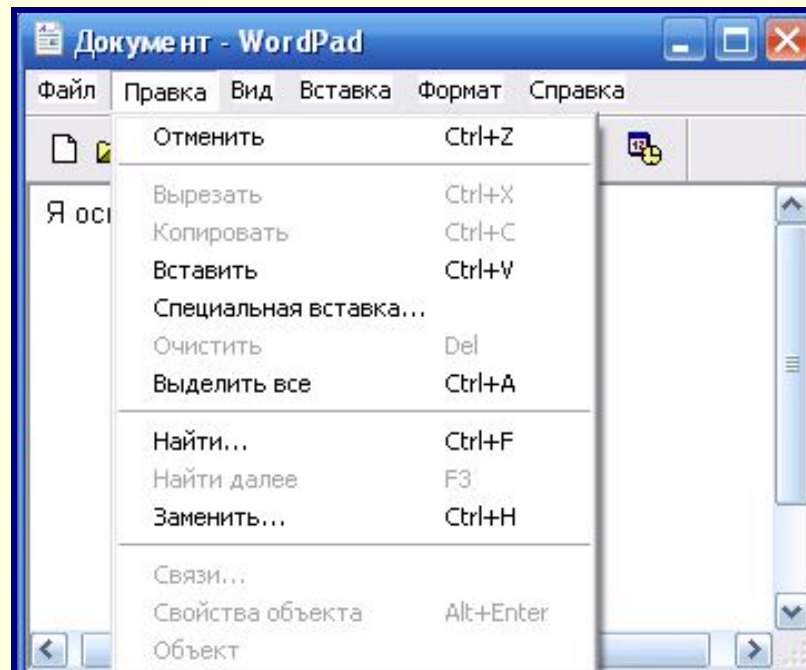 Документ - WordPad
Файл Правка Вид Вставка Формат Справка
Отменить Ctrl+Z
Вырезать Ctrl+X
Копировать Ctrl+C
Вставить Ctrl+V
Специальная вставка...
Очистить Del
Выделить все Ctrl+A
Найти... Ctrl+F
Найти далее F3
Заменить... Ctrl+H
Связи...
Свойства объекта Alt+Enter
Объект
Я
12